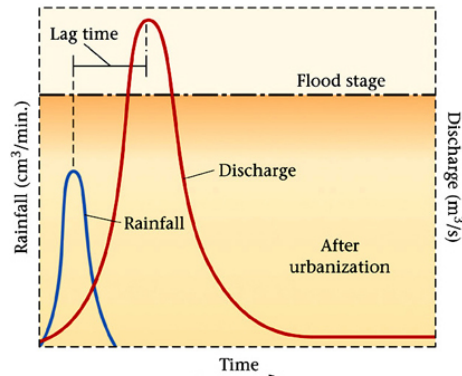 Lag time
Flood stage
Rainfall (cm³/min.)
Discharge (m³/s)
Discharge
Rainfall
After
urbanization
Time